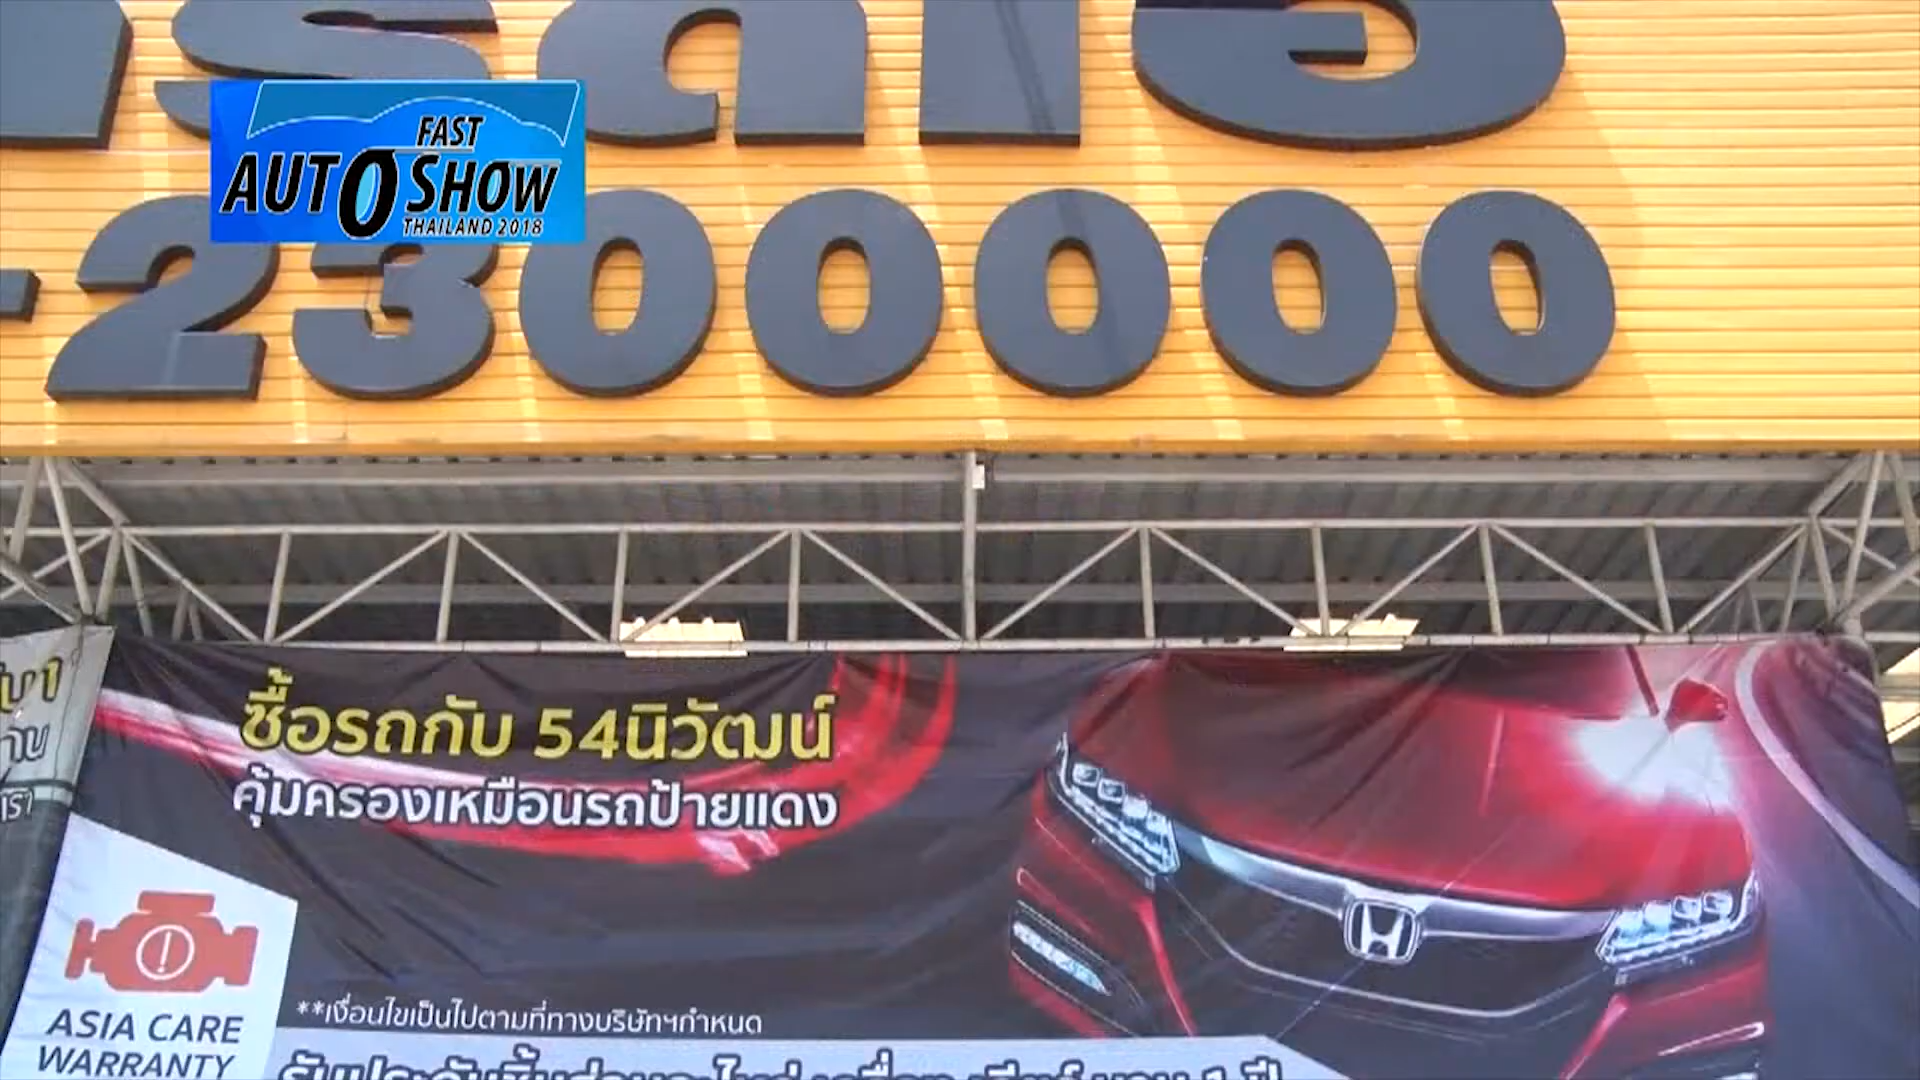 FAST
AUTO SHOW
THAILAND 2018
-2300000
ซื้อรถกับ 54นิวัฒน์
คุ้มครองเหมือนรถป้ายแดง
ASIA CARE
WARRANTY
**เงื่อนไขเป็นไปตามที่ทางบริษัทฯกำหนด